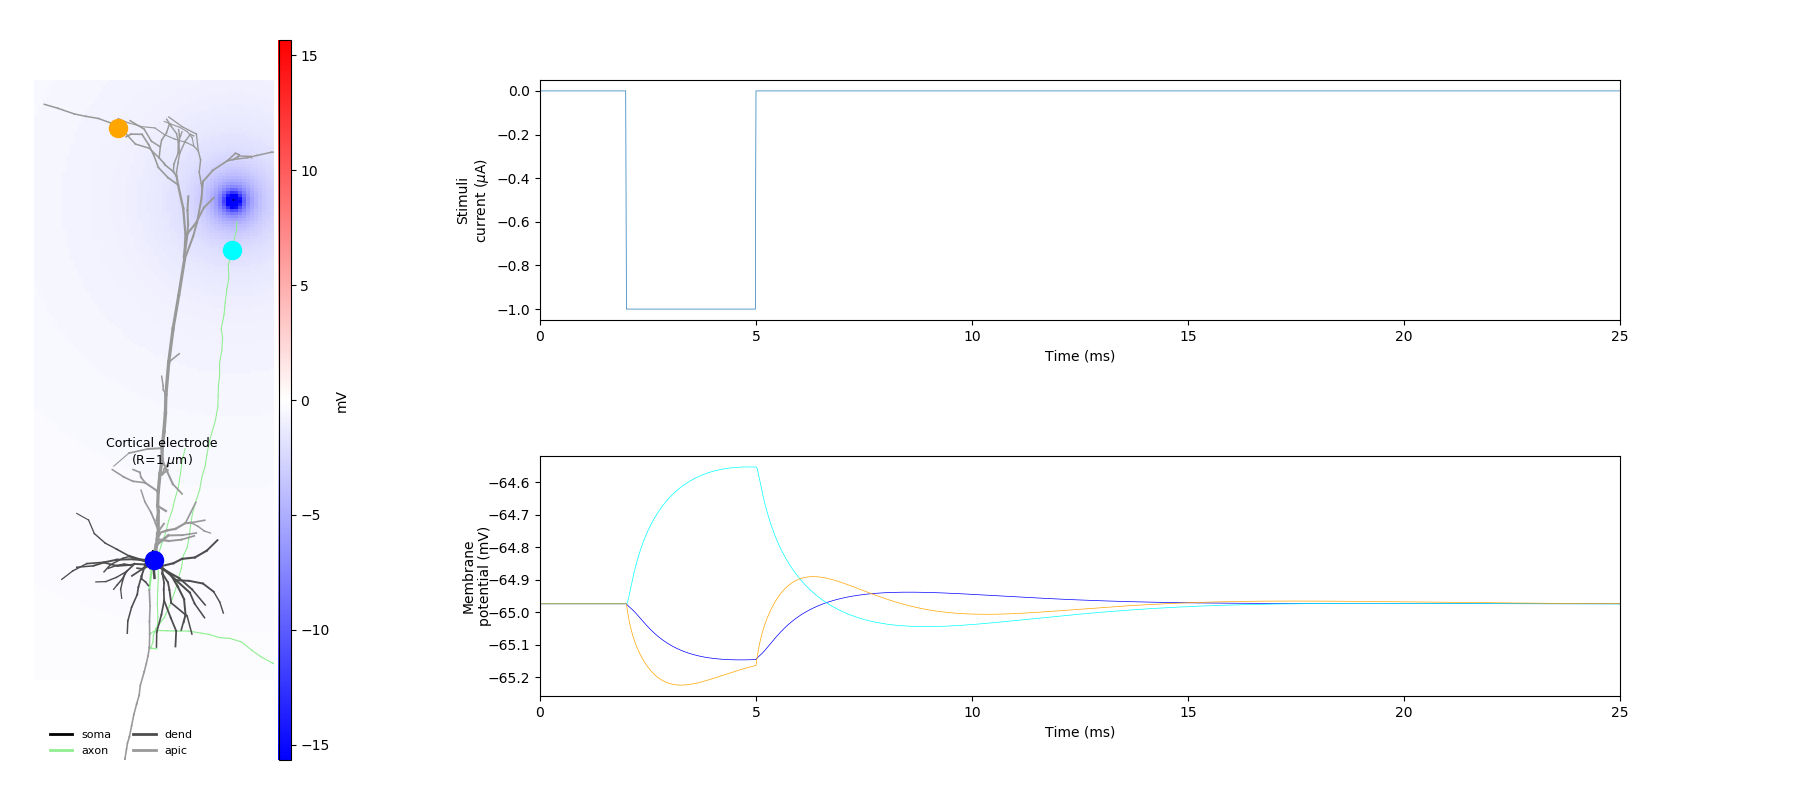 15
10
5
0
−5
−10
−15
mV
Cortical electrode
(R=1 μm)
soma
axon
dend
apic
0.0
−0.2
−0.4
−0.6
−0.8
−1.0
Stimuli
current (μA)
0 5 10 15 20 25
Time (ms)
−64.6
−64.7
−64.8
−64.9
−65.0
−65.1
−65.2
Membrane
potential (mV)
0 5 10 15 20 25
Time (ms)